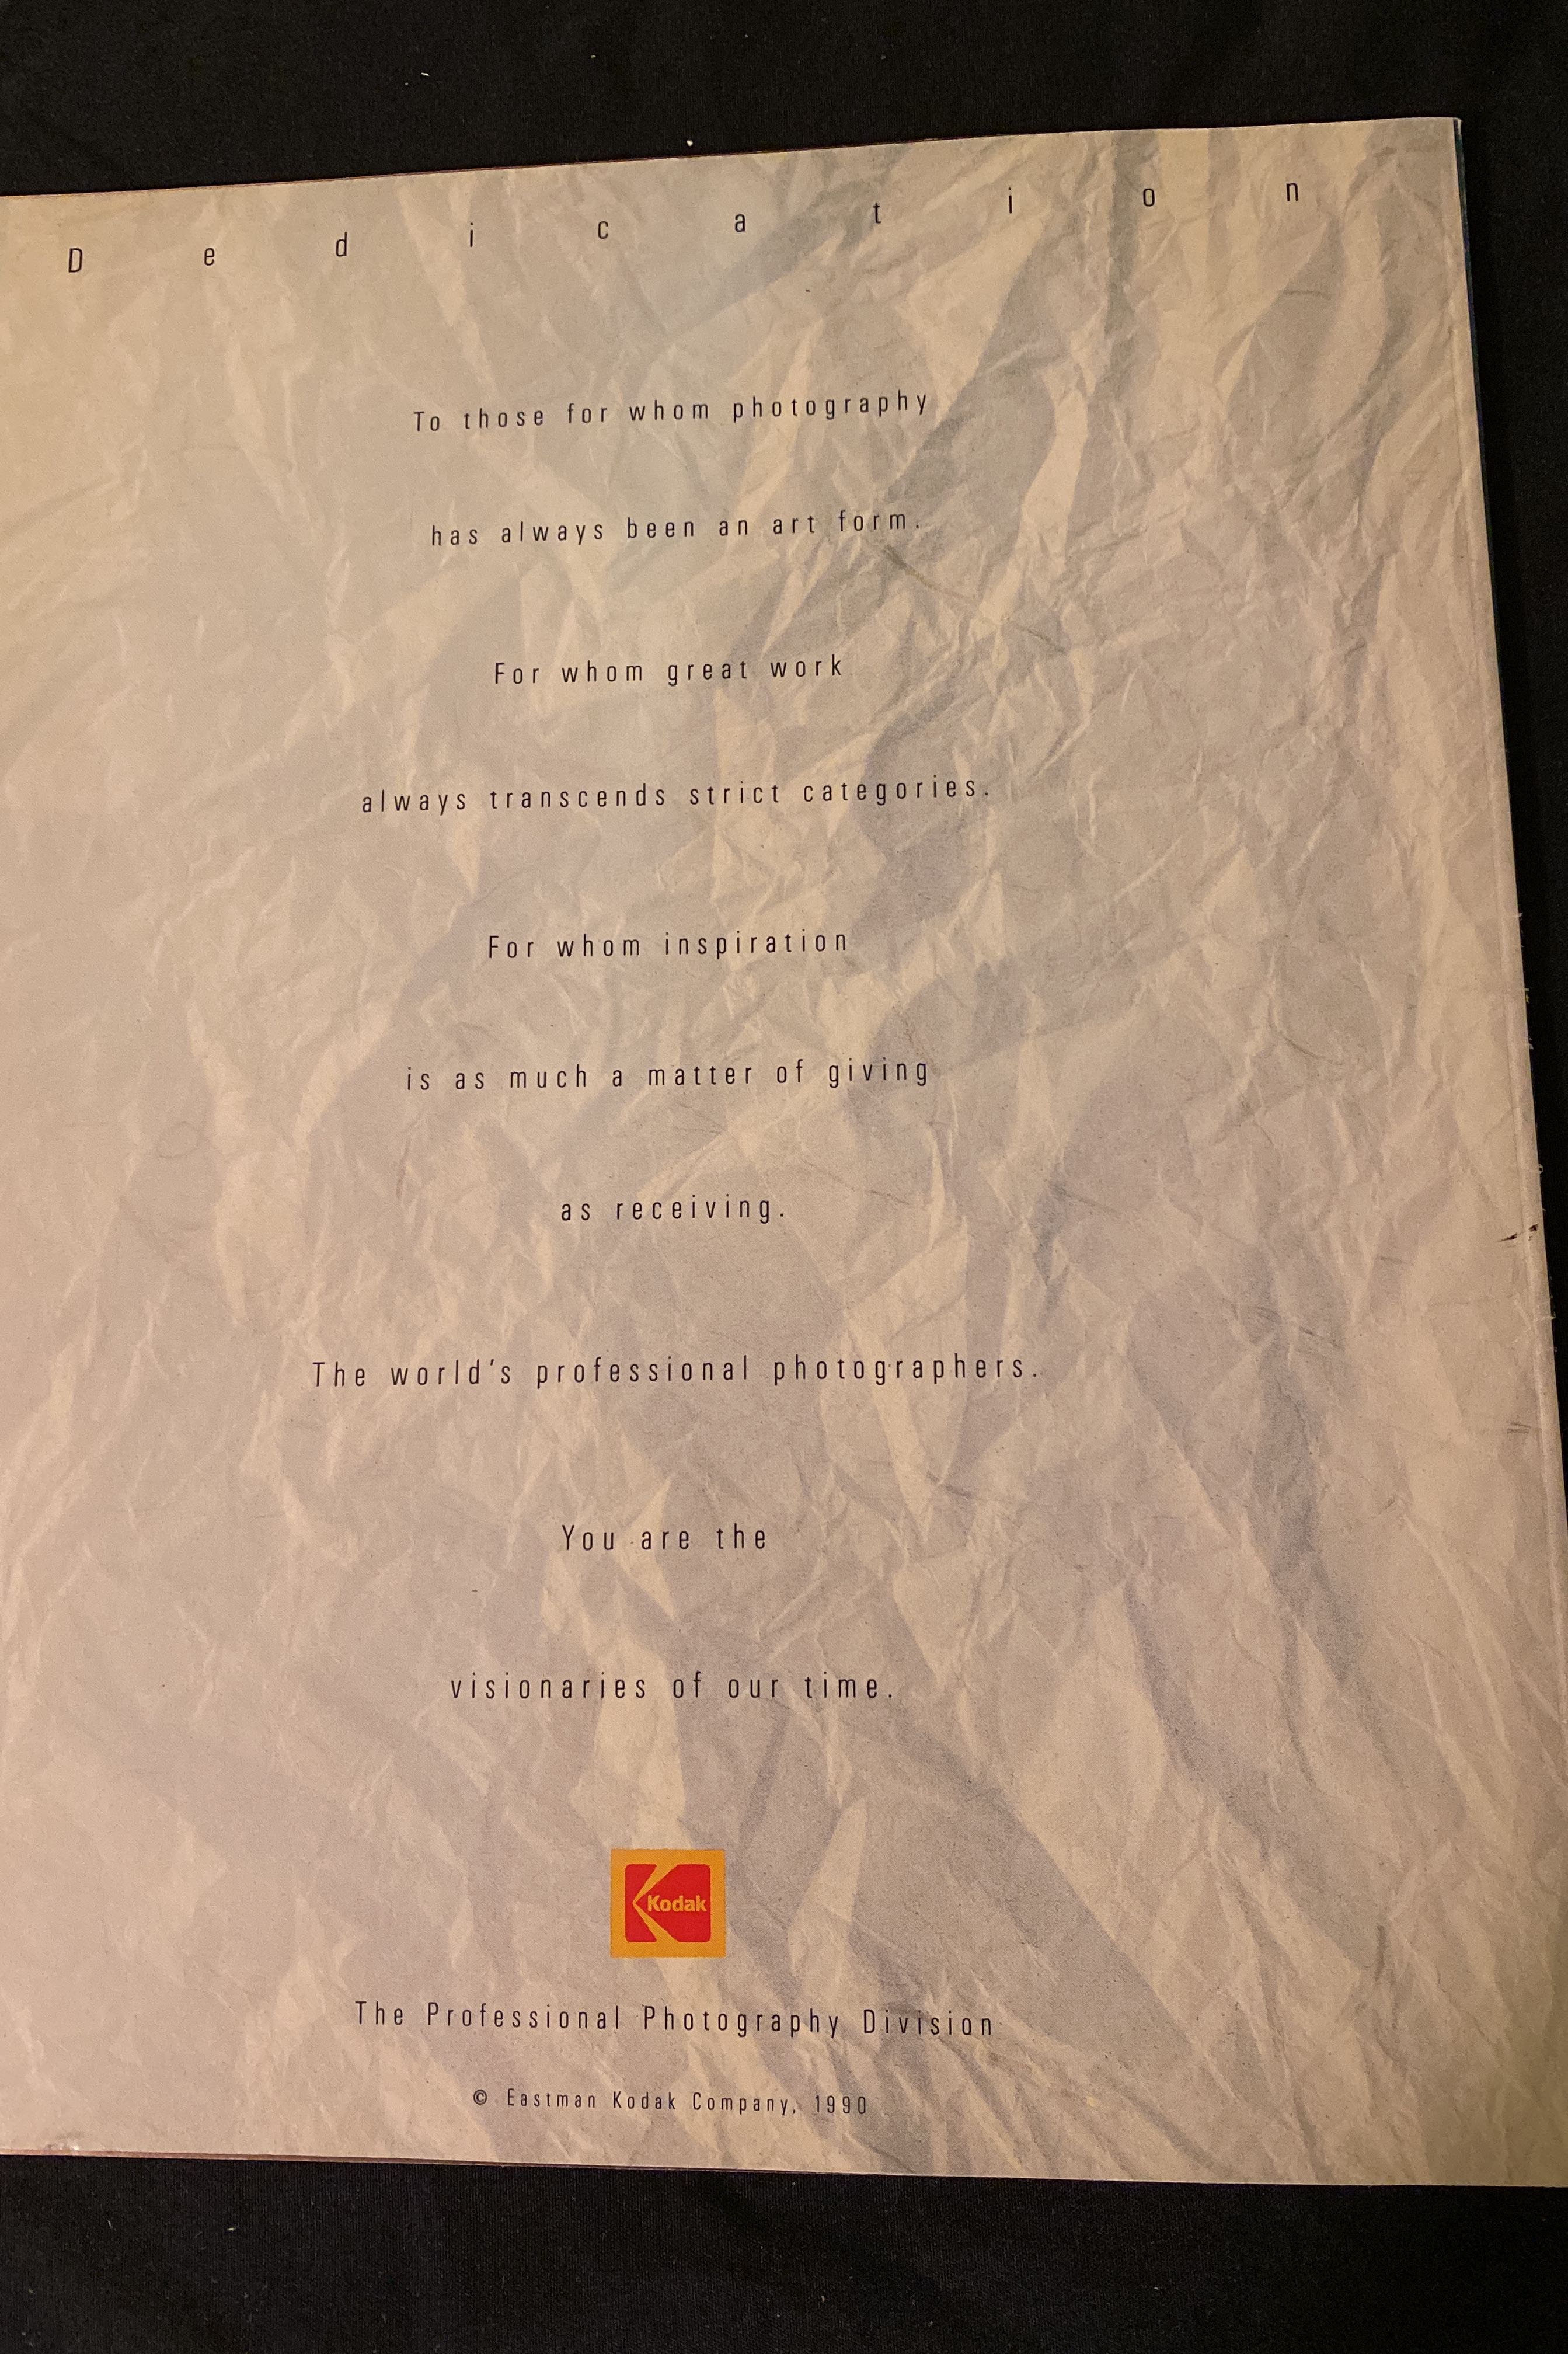 Dedication
To those for whom photography
has always been an art form.
For whom great work
always transcends strict categories.
For whom inspiration
is as much a matter of giving
as receiving.
The world's professional photographers.
You are the
visionaries of our time.
Kodak
The Professional Photography Division
© Eastman Kodak Company, 1990